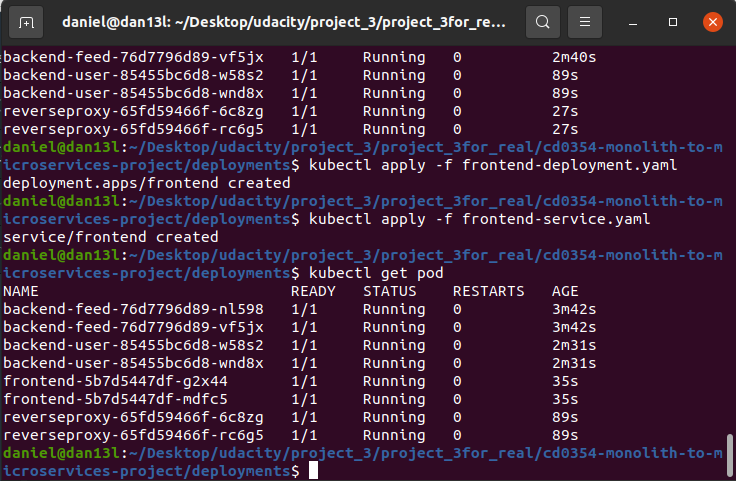 daniel@dan13l: ~/Desktop/udacity/project_3/project_3for_re...
backend-feed-76d7796d89-vf5jx   1/1     Running   0          2m40s
backend-user-85455bc6d8-w58s2   1/1     Running   0          89s
backend-user-85455bc6d8-wnd8x   1/1     Running   0          89s
reverseproxy-65fd59466f-6c8zg   1/1     Running   0          27s
reverseproxy-65fd59466f-rc6g5   1/1     Running   0          27s
daniel@dan13l:~/Desktop/udacity/project_3/project_3for_real/cd0354-monolith-to-m
icroservices-project/deployments$ kubectl apply -f frontend-deployment.yaml
deployment.apps/frontend created
daniel@dan13l:~/Desktop/udacity/project_3/project_3for_real/cd0354-monolith-to-m
icroservices-project/deployments$ kubectl apply -f frontend-service.yaml
service/frontend created
daniel@dan13l:~/Desktop/udacity/project_3/project_3for_real/cd0354-monolith-to-m
icroservices-project/deployments$ kubectl get pod
NAME                            READY   STATUS    RESTARTS   AGE
backend-feed-76d7796d89-nl598   1/1     Running   0          3m42s
backend-feed-76d7796d89-vf5jx   1/1     Running   0          3m42s
backend-user-85455bc6d8-w58s2   1/1     Running   0          2m31s
backend-user-85455bc6d8-wnd8x   1/1     Running   0          2m31s
frontend-5b7d5447df-g2x44       1/1     Running   0          35s
frontend-5b7d5447df-mdfc5       1/1     Running   0          35s
reverseproxy-65fd59466f-6c8zg   1/1     Running   0          89s
reverseproxy-65fd59466f-rc6g5   1/1     Running   0          89s
daniel@dan13l:~/Desktop/udacity/project_3/project_3for_real/cd0354-monolith-to-m
icroservices-project/deployments$